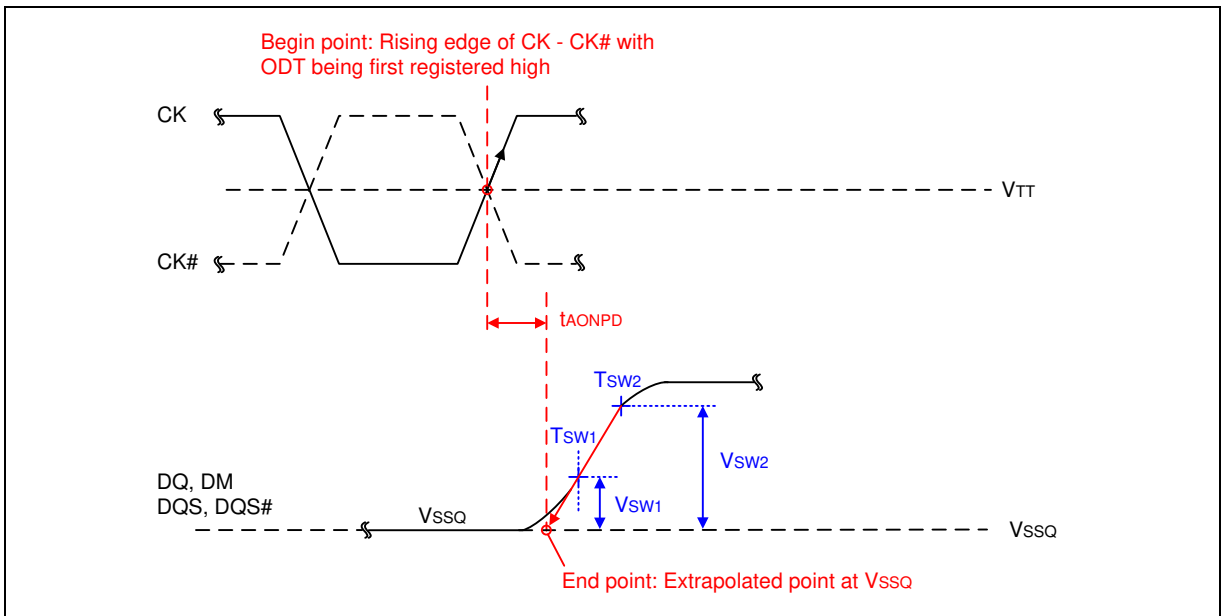 Begin point: Rising edge of CK - CK# with
ODT being first registered high
CK
VTT
CK#
tAONPD
TSW2
TSW1
VSW2
DQ, DM
DQS, DQS#
VSSQ
VSW1
VSSQ
End point: Extrapolated point at VSSQ